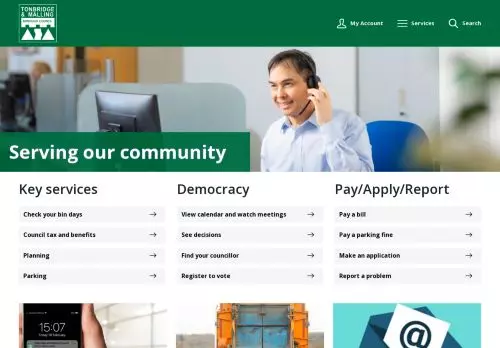 TONBRIDGE
& MALLING
BOROUGH COUNCIL
My Account
Services
Search
Serving our community
Key services
Check your bin days
Council tax and benefits
Planning
Parking
Democracy
View calendar and watch meetings
See decisions
Find your councillor
Register to vote
Pay/Apply/Report
Pay a bill
Pay a parking fine
Make an application
Report a problem
15:07
@